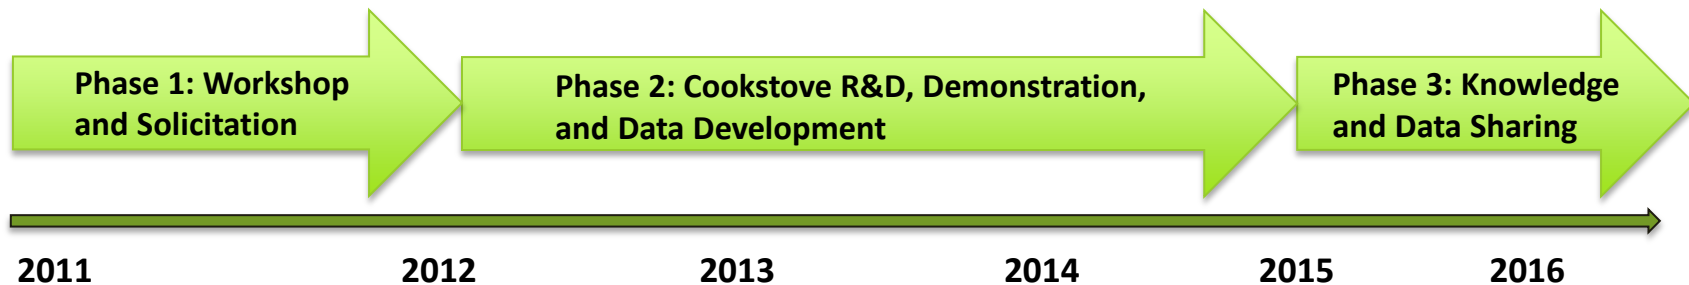 Phase 1: Workshop
and Solicitation
Phase 2: Cookstove R&D, Demonstration,
and Data Development
Phase 3: Knowledge
and Data Sharing
2011 2012 2013 2014 2015 2016